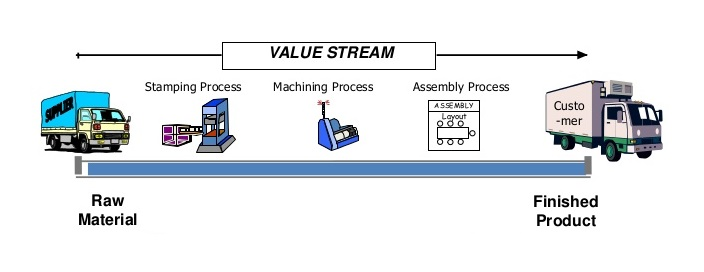 VALUE STREAM
Stamping Process
Machining Process
Assembly Process
SUPPLIER
ASSEMBLY
Layout
Custo
-mer
Raw
Material
Finished
Product